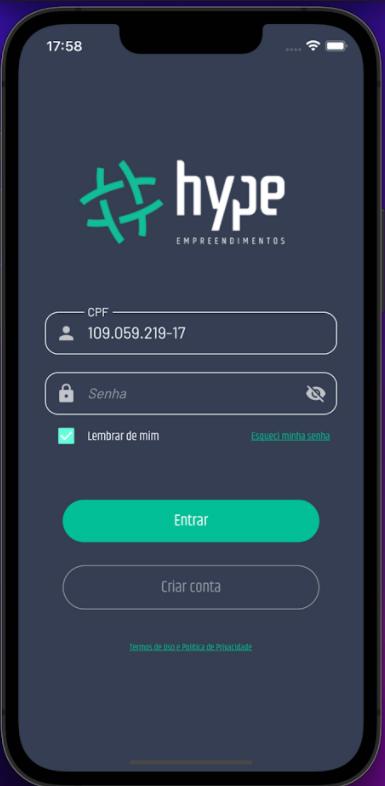 17:58
hype
EMPREENDIMENTOS
CPF
109.059.219-17
Senha
Lembrar de mim
Esqueci minha senha
Entrar
Criar conta
Termos de Uso e Política de Privacidade